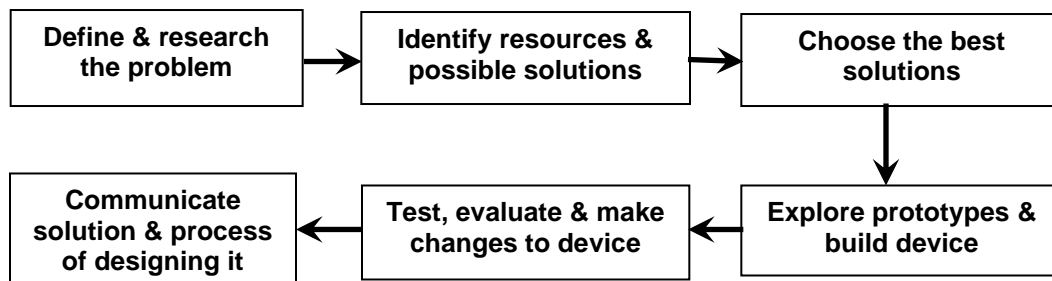 Define & research
the problem
Identify resources &
possible solutions
Choose the best
solutions
Explore prototypes &
build device
Test, evaluate & make
changes to device
Communicate
solution & process
of designing it